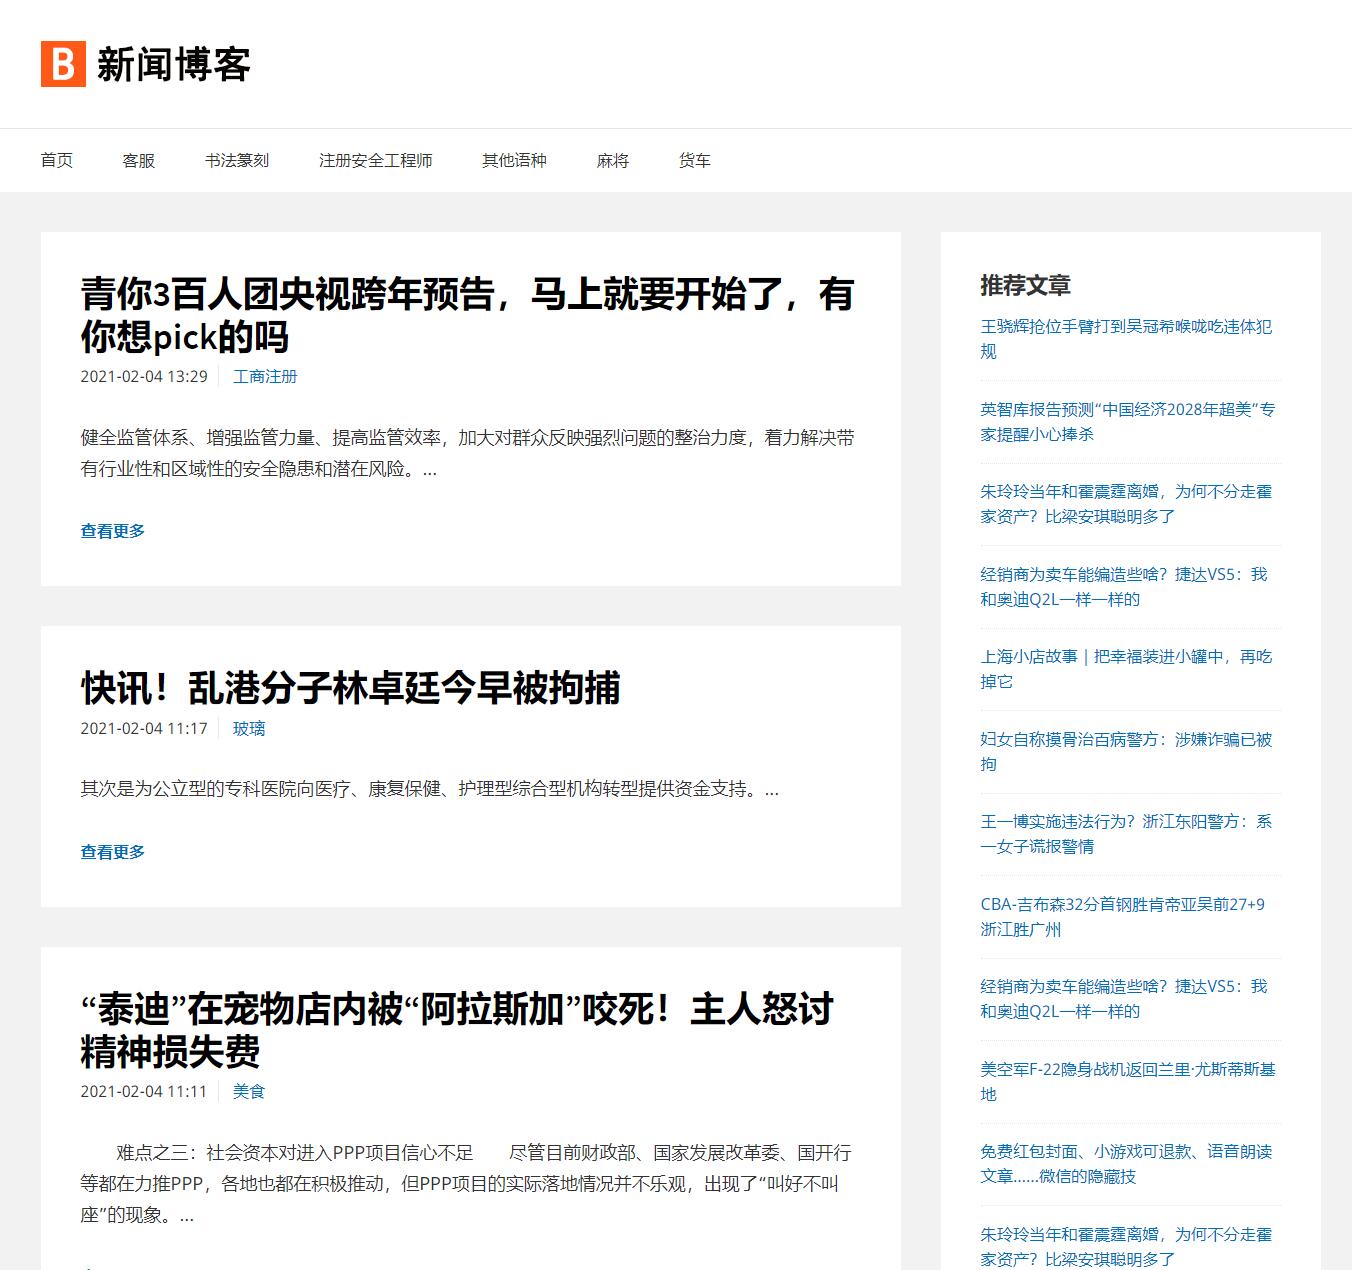 B 新闻博客
首页 客服 书法篆刻 注册安全工程师 其他语种 麻将 货车
青你3百人团央视跨年预告，马上就要开始了，有
你想pick的吗
2021-02-04 13:29 工商注册
健全监管体系、增强监管力量、提高监管效率，加大对群众反映强烈问题的整治力度，着力解决带
有行业性和区域性的安全隐患和潜在风险。...
查看更多
快讯！乱港分子林卓廷今早被拘捕
2021-02-04 11:17 玻璃
其次是为公立型的专科医院向医疗、康复保健、护理型综合型机构转型提供资金支持。...
查看更多
“泰迪”在宠物店内被“阿拉斯加”咬死！主人怒讨
精神损失费
2021-02-04 11:11 美食
难点之三：社会资本对进入PPP项目信心不足　　尽管目前财政部、国家发展改革委、国开行
等都在力推PPP，各地也都在积极推动，但PPP项目的实际落地情况并不乐观，出现了“叫好不叫
座”的现象。...
推荐文章
王骁辉抢位手臂打到吴冠希喉咙吃违体犯
规
英智库报告预测“中国经济2028年超美”专
家提醒小心捧杀
朱玲玲当年和霍震霆离婚，为何不分走霍
家资产？比梁安琪聪明多了
经销商为卖车能编造些啥？捷达VS5：我
和奥迪Q2L一样一样的
上海小店故事 | 把幸福装进小罐中，再吃
掉它
妇女自称摸骨治百病警方：涉嫌诈骗已被
拘
王一博实施违法行为？浙江东阳警方：系
一女子谎报警情
CBA-吉布森32分首钢胜肯帝亚吴前27+9
浙江胜广州
经销商为卖车能编造些啥？捷达VS5：我
和奥迪Q2L一样一样的
美空军F-22隐身战机返回兰里·尤斯蒂斯基
地
免费红包封面、小游戏可退款、语音朗读
文章……微信的隐藏技
朱玲玲当年和霍震霆离婚，为何不分走霍
家资产？比梁安琪聪明多了